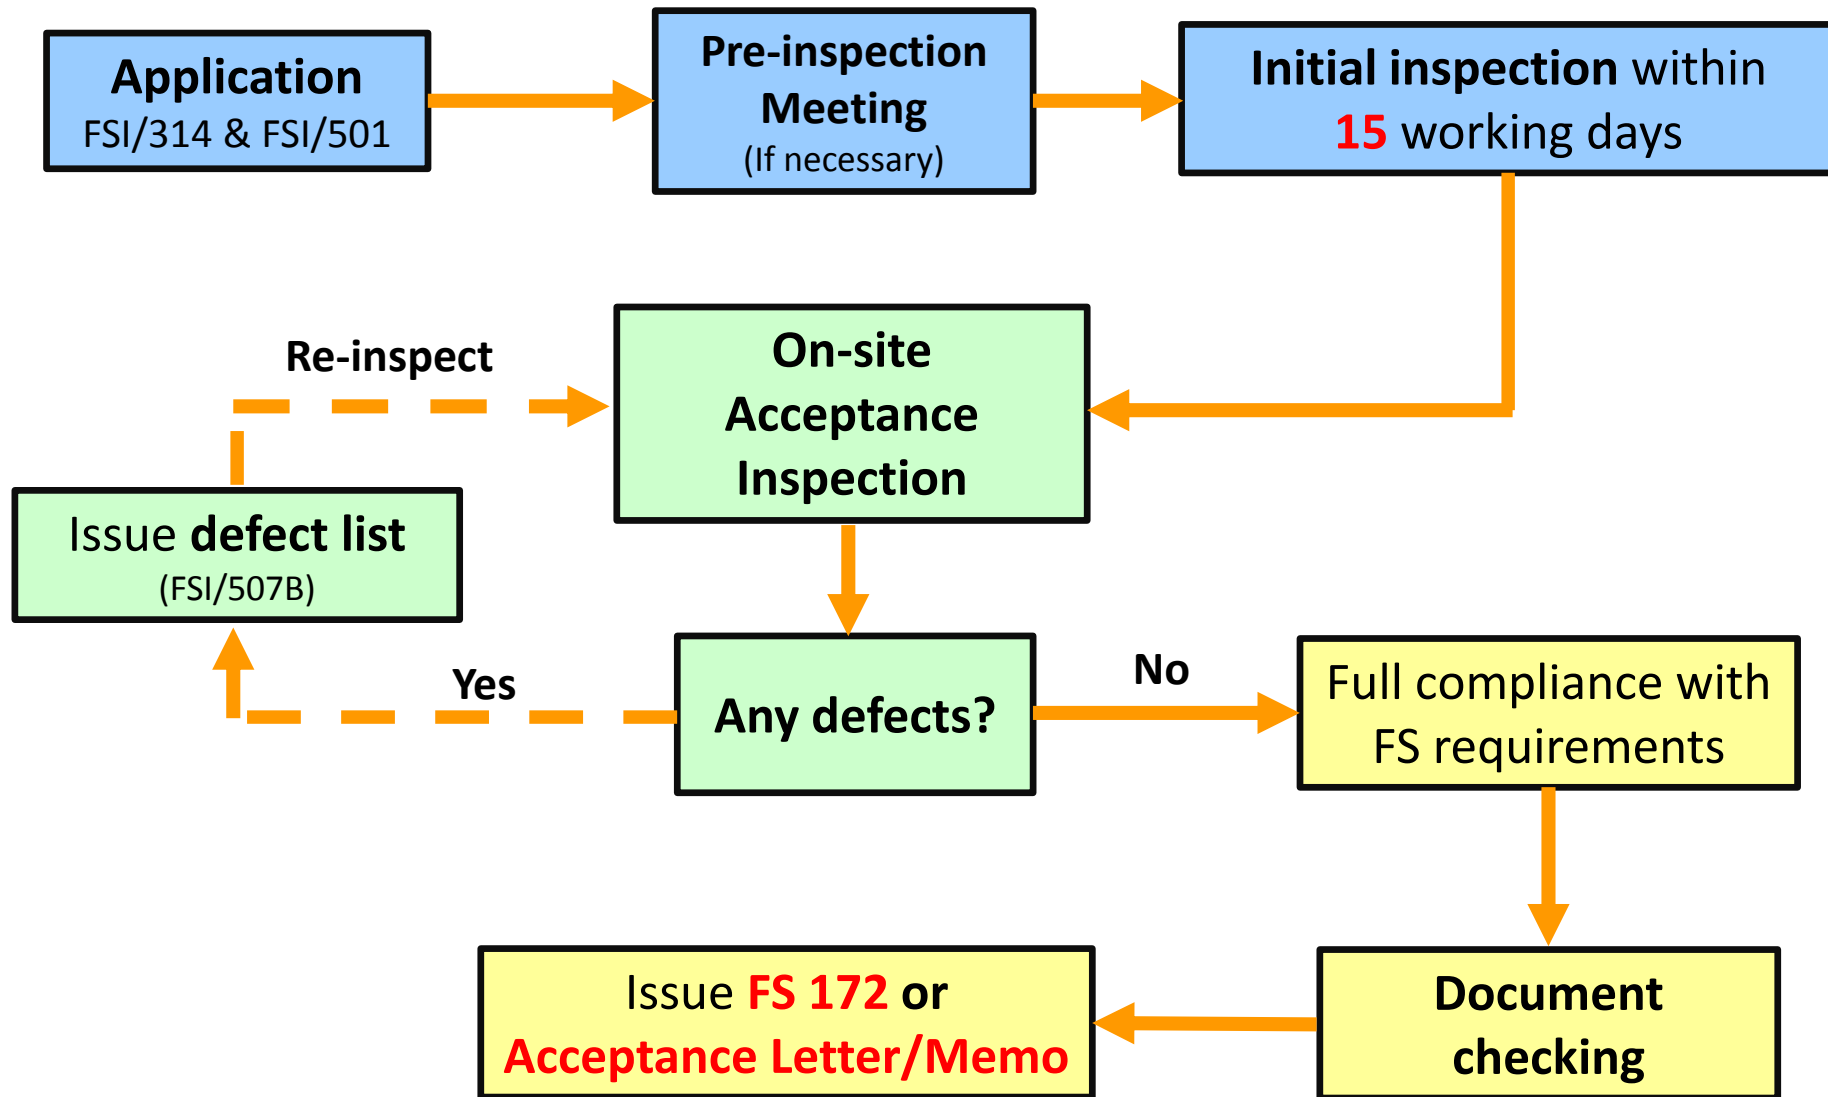 Application
FSI/314 & FSI/501
Pre-inspection
Meeting
(If necessary)
Initial inspection within
15 working days
Re-inspect
On-site
Acceptance
Inspection
Issue defect list
(FSI/507B)
Yes
Any defects?
No
Full compliance with
FS requirements
Issue FS 172 or
Acceptance Letter/Memo
Document
checking